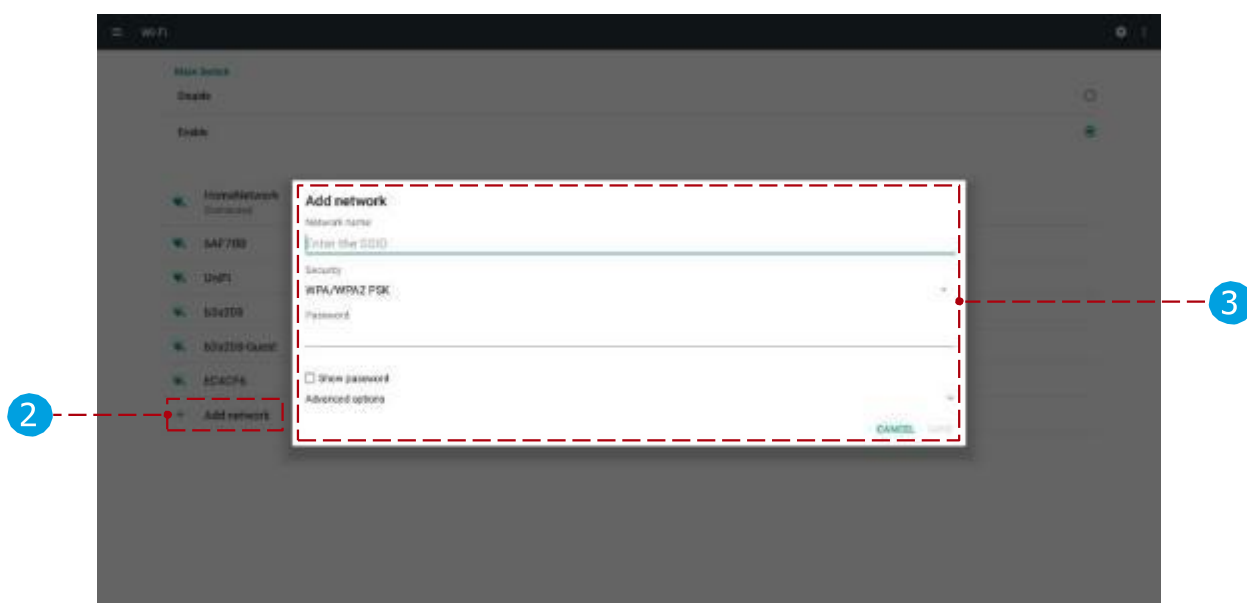 Wi-Fi
Main Switch
Disable
Enable
HomeNetwork
Connected
UniFi
Add network
Add network
Network name
Enter the SSID
Security
WPA/WPA2 PSK
Password
Show password
Advanced options
CANCEL SAVE
2
3